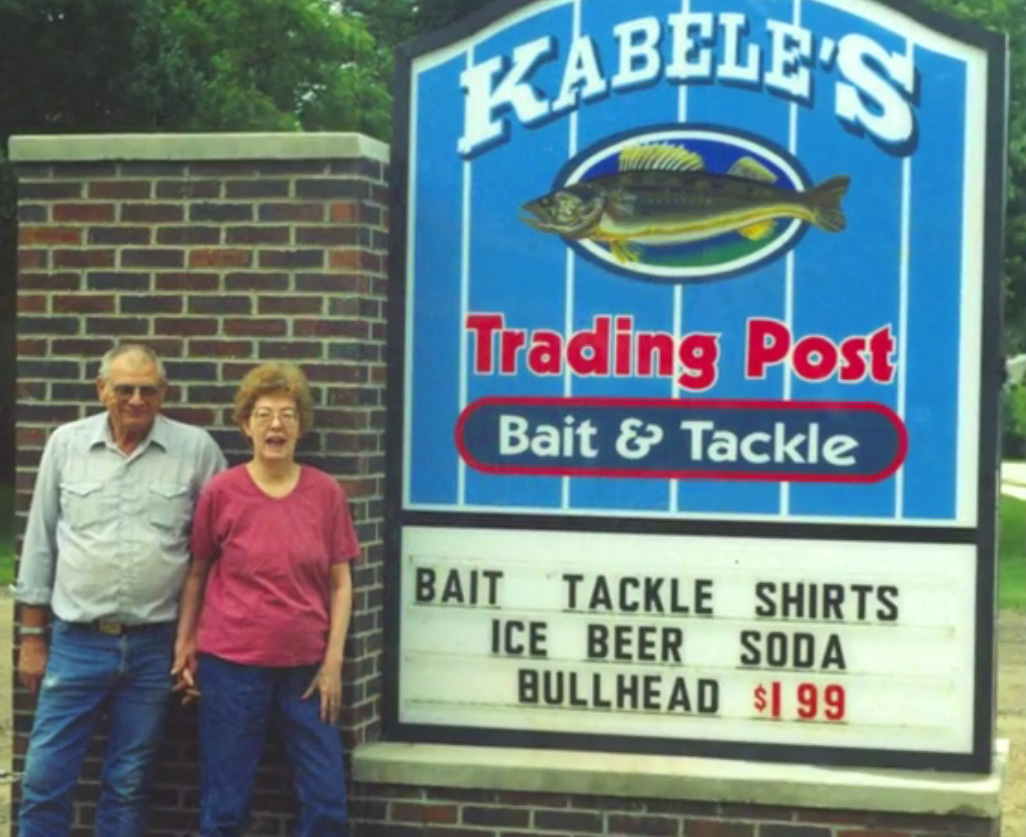 KABELE'S
Trading Post
Bait & Tackle
BAIT TACKLE SHIRTS
ICE BEER SODA
BULLHEAD $1 99